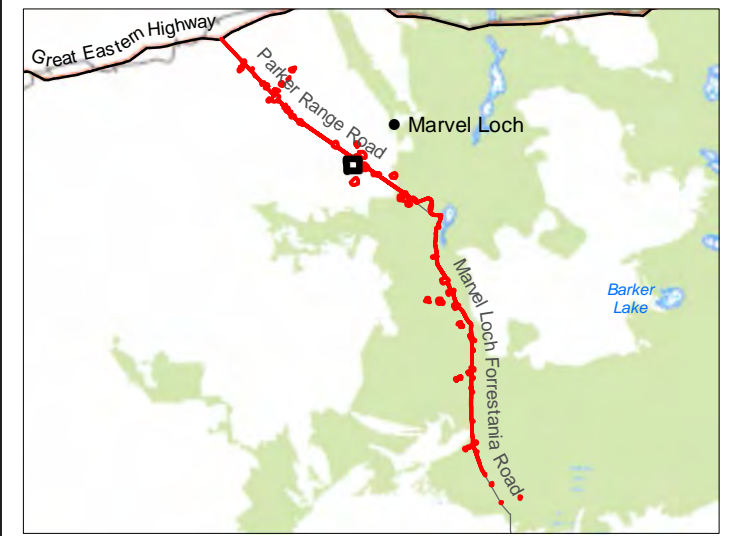 Great Eastern Highway
Parker Range Road
Marvel Loch
Marvel Loch Forrestania Road
Barker
Lake